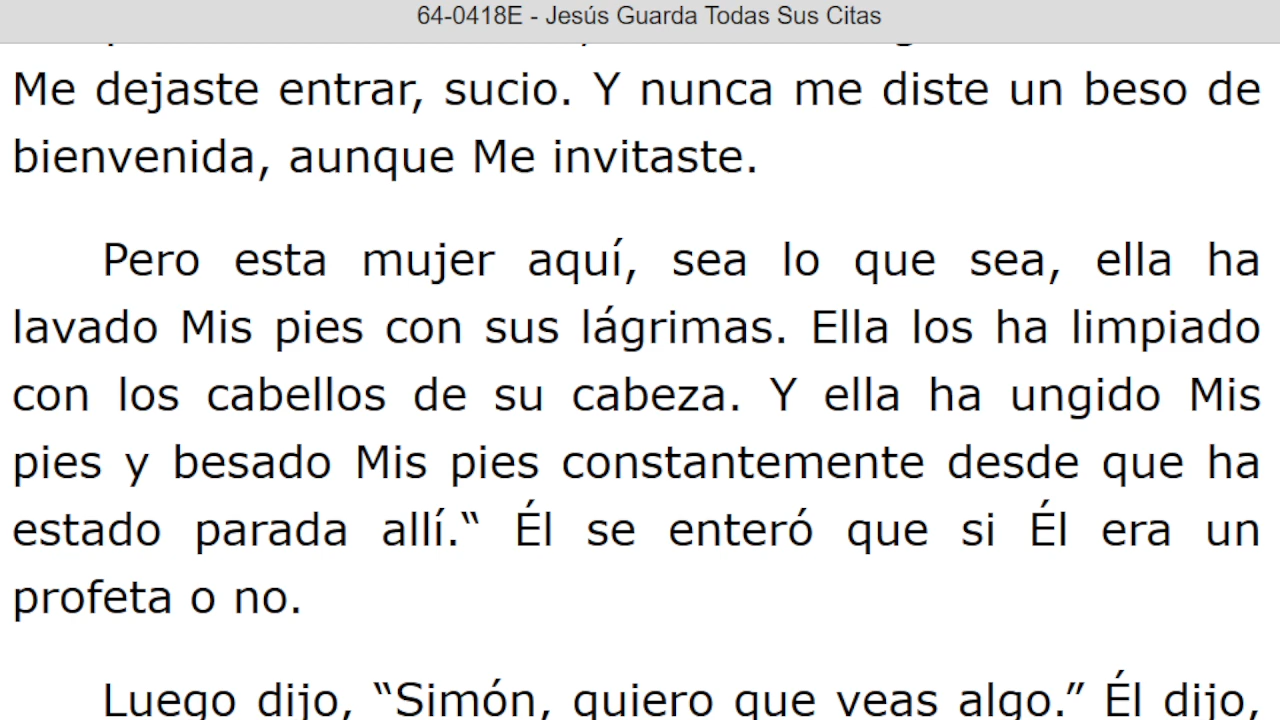 64-0418E - Jesús Guarda Todas Sus Citas
Me dejaste entrar, sucio. Y nunca me diste un beso de
bienvenida, aunque Me invitaste.
Pero esta mujer aquí, sea lo que sea, ella ha
lavado Mis pies con sus lágrimas. Ella los ha limpiado
con los cabellos de su cabeza. Y ella ha ungido Mis
pies y besado Mis pies constantemente desde que ha
estado parada allí.“ Él se enteró que si Él era un
profeta o no.
Luego dijo, “Simón, quiero que veas algo.” Él dijo,